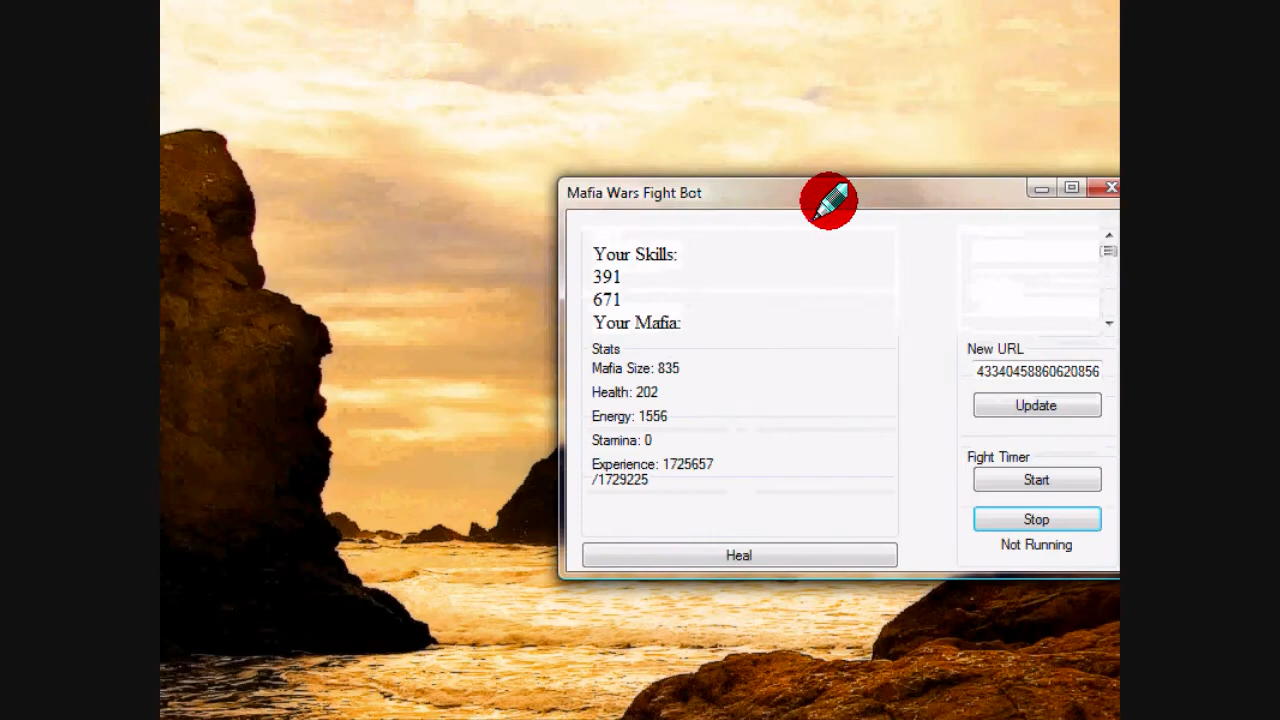 Mafia Wars Fight Bot
Your Skills:
391
671
Your Mafia:
Stats
Mafia Size: 835
Health: 202
Energy: 1556
Stamina: 0
Experience: 1725657
/1729225
Heal
New URL
43340458860620856
Update
Fight Timer
Start
Stop
Not Running